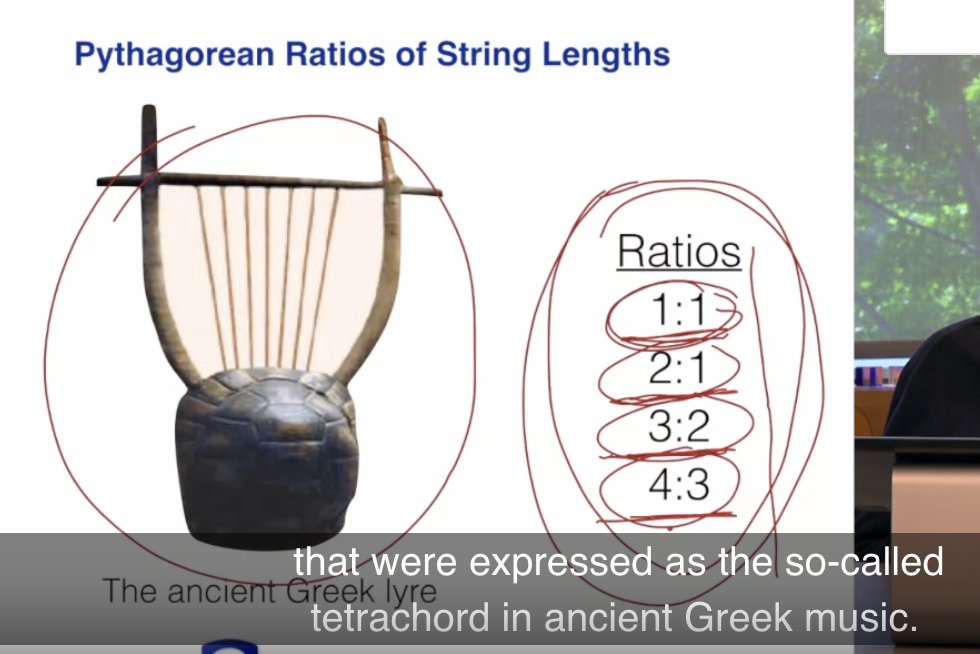 Pythagorean Ratios of String Lengths
Ratios
1:1
2:1
3:2
4:3
The ancient Greek lyre
that were expressed as the so-called
tetrachord in ancient Greek music.